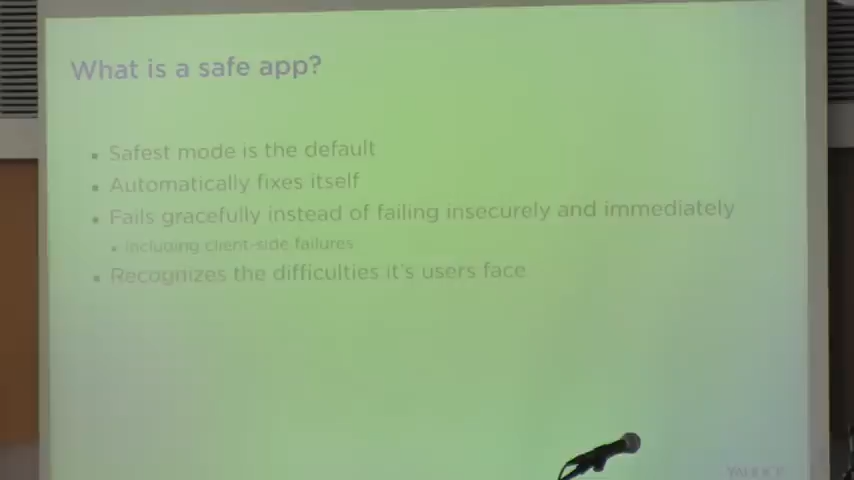 What is a safe app?
Safest mode is the default
Automatically fixes itself
Fails gracefully instead of failing insecurely and immediately
including client-side failures
Recognizes the difficulties it's users face
YAHOO!